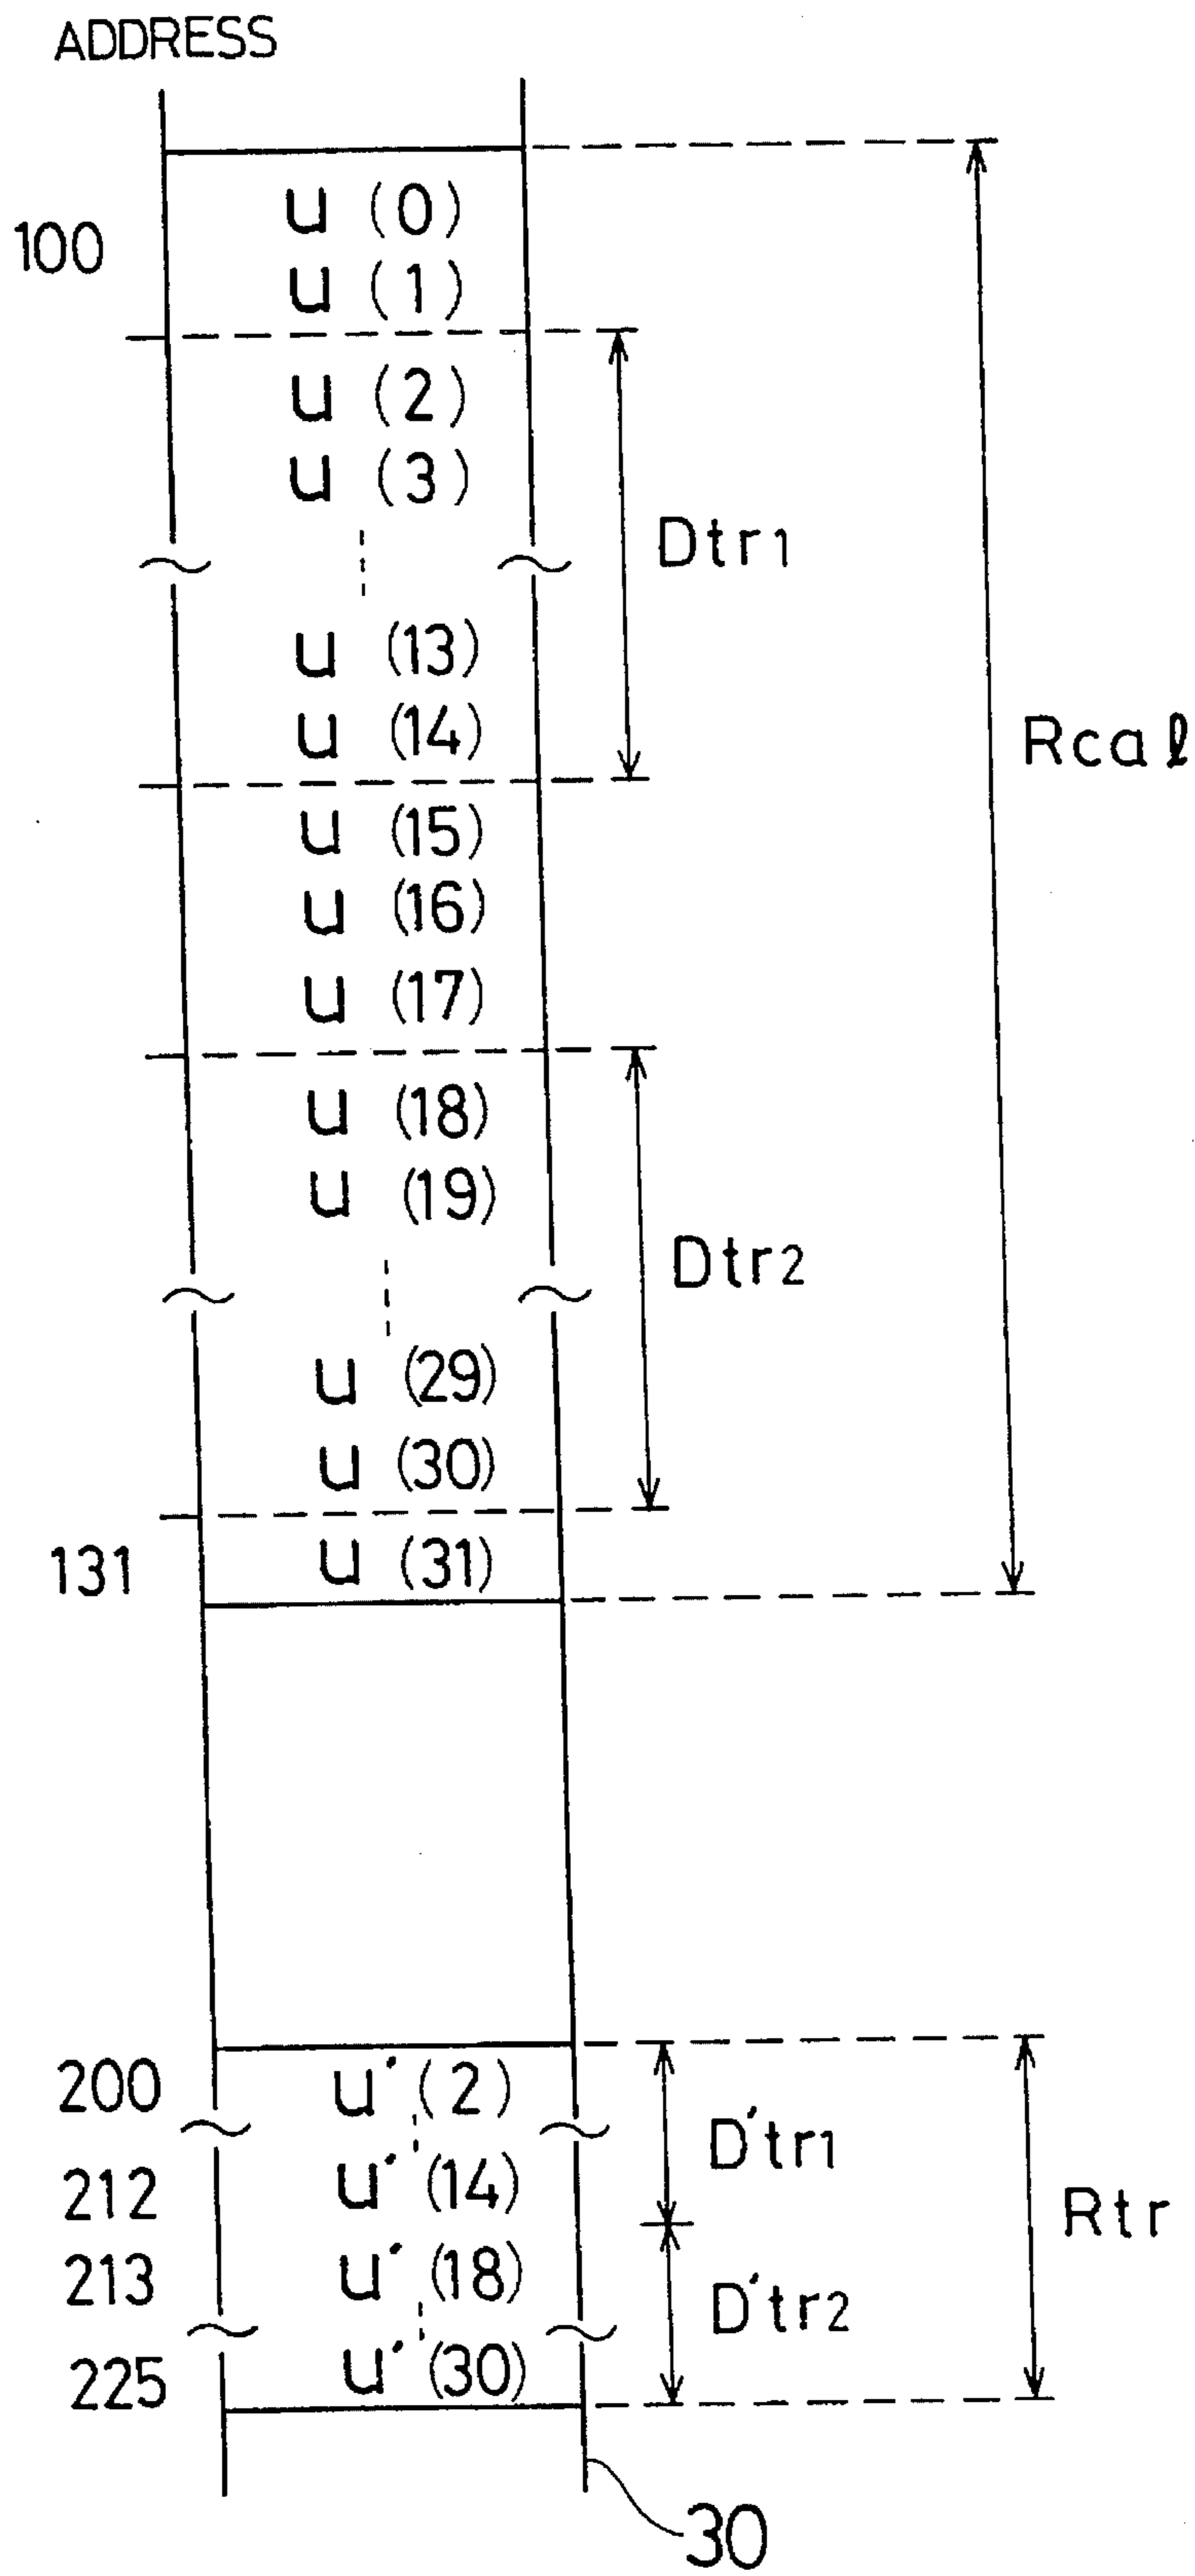 ADDRESS
100
u (0)
u (1)
u (2)
u (3)
Dtr1
u (13)
u (14)
Rcal
u (15)
u (16)
u (17)
u (18)
u (19)
Dtr2
u (29)
u (30)
131
u (31)
200
u' (2)
D'tr1
212
u' (14)
Rtr
213
u' (18)
D'tr2
225
u' (30)
30